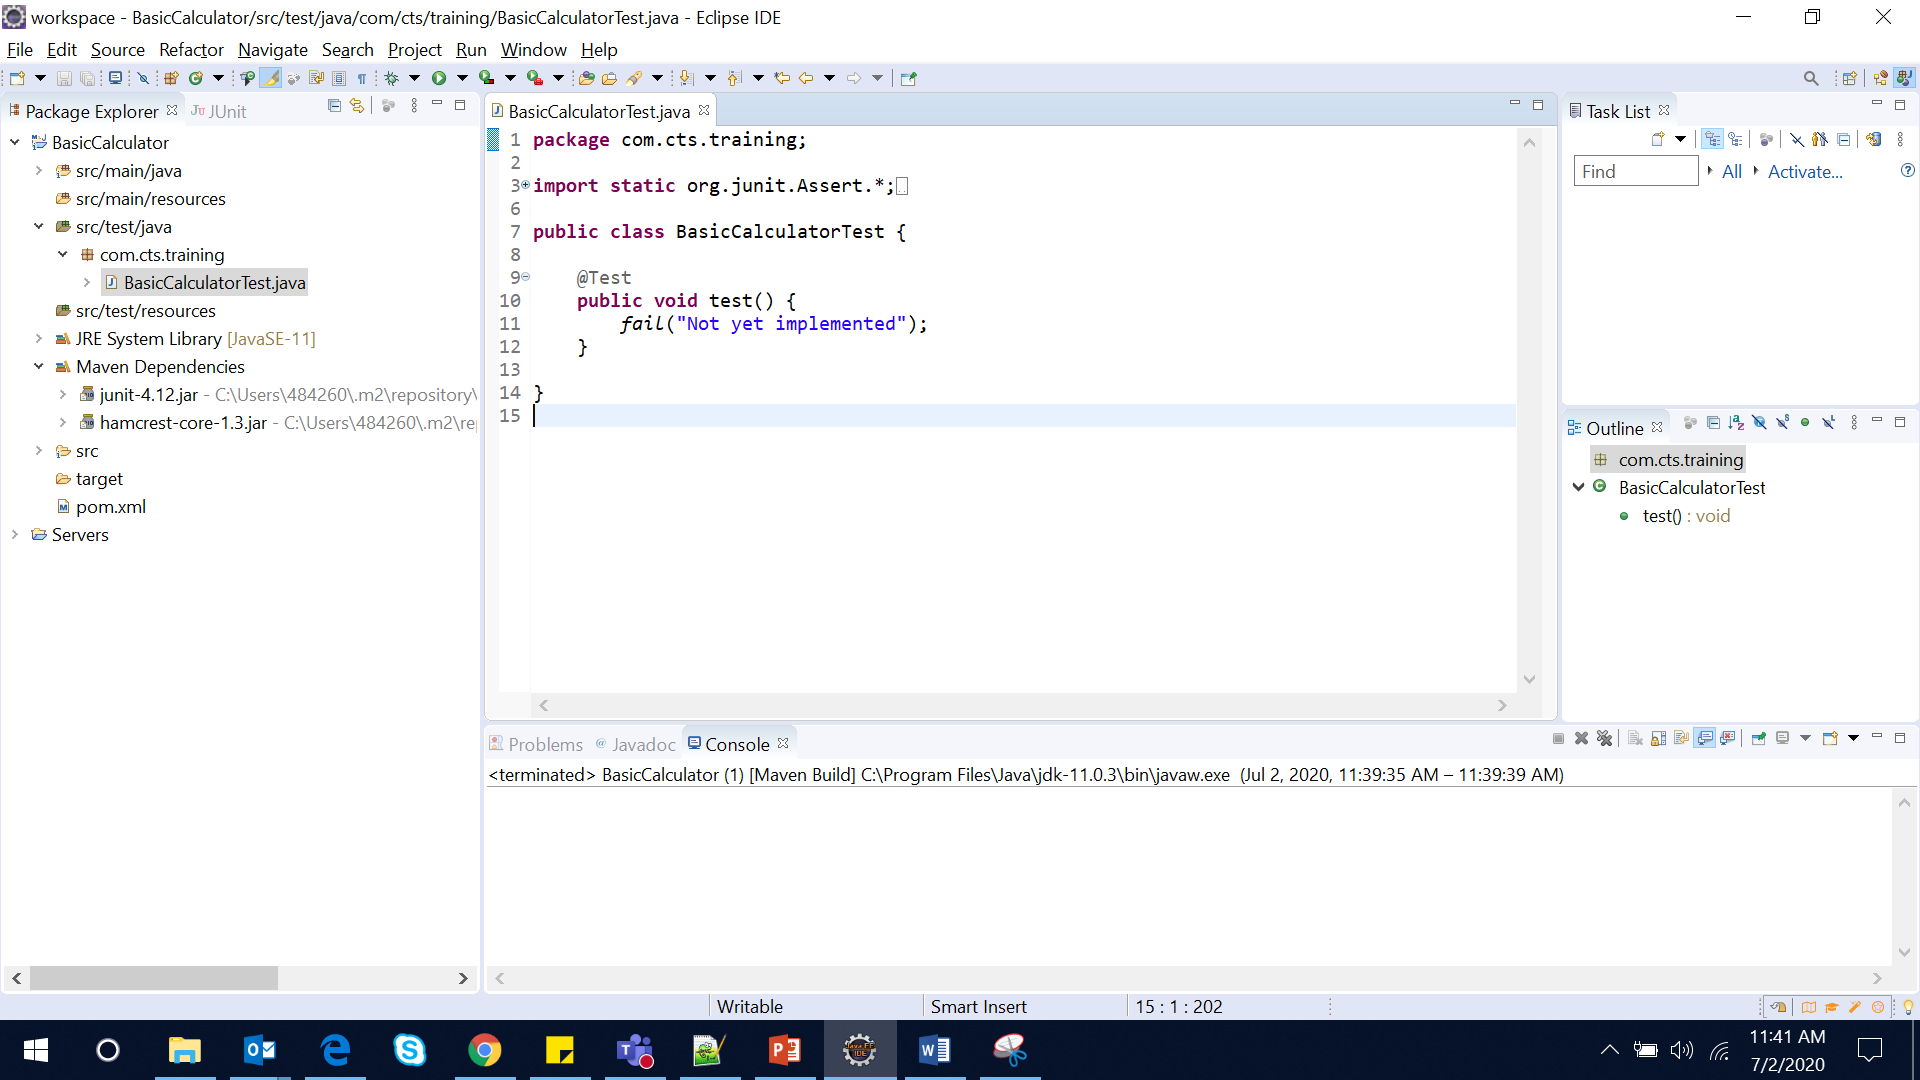 workspace - BasicCalculator/src/test/java/com/cts/training/BasicCalculatorTest.java - Eclipse IDE
File Edit Source Refactor Navigate Search Project Run Window Help
Package Explorer
JUnit
BasicCalculator
src/main/java
src/main/resources
src/test/java
com.cts.training
BasicCalculatorTest.java
src/test/resources
JRE System Library [JavaSE-11]
Maven Dependencies
junit-4.12.jar - C:\Users\484260\.m2\repository\
hamcrest-core-1.3.jar - C:\Users\484260\.m2\re
src
target
pom.xml
Servers
BasicCalculatorTest.java
1 package com.cts.training;
2
3 import static org.junit.Assert.*;
6
7 public class BasicCalculatorTest {
8
9 @Test
10 public void test() {
11 fail("Not yet implemented");
12 }
13
14 }
15
Task List
Find All Activate...
Outline
com.cts.training
BasicCalculatorTest
test() : void
Problems Javadoc Console
<terminated> BasicCalculator (1) [Maven Build] C:\Program Files\Java\jdk-11.0.3\bin\javaw.exe (Jul 2, 2020, 11:39:35 AM – 11:39:39 AM)
Writable Smart Insert 15 : 1 : 202
11:41 AM
7/2/2020